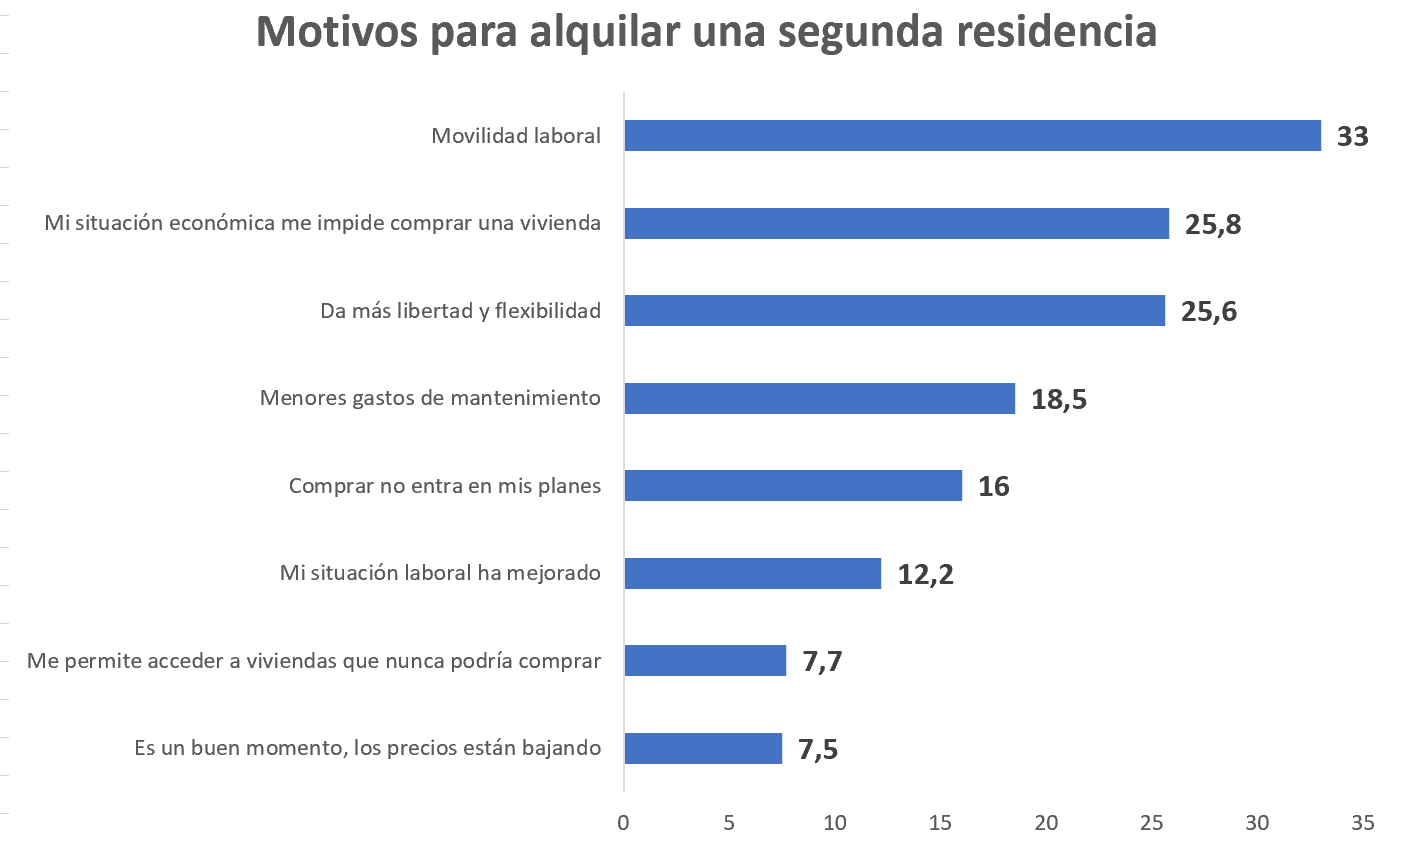 Motivos para alquilar una segunda residencia
Movilidad laboral 33
Mi situación económica me impide comprar una vivienda 25,8
Da más libertad y flexibilidad 25,6
Menores gastos de mantenimiento 18,5
Comprar no entra en mis planes 16
Mi situación laboral ha mejorado 12,2
Me permite acceder a viviendas que nunca podría comprar 7,7
Es un buen momento, los precios están bajando 7,5
0 5 10 15 20 25 30 35